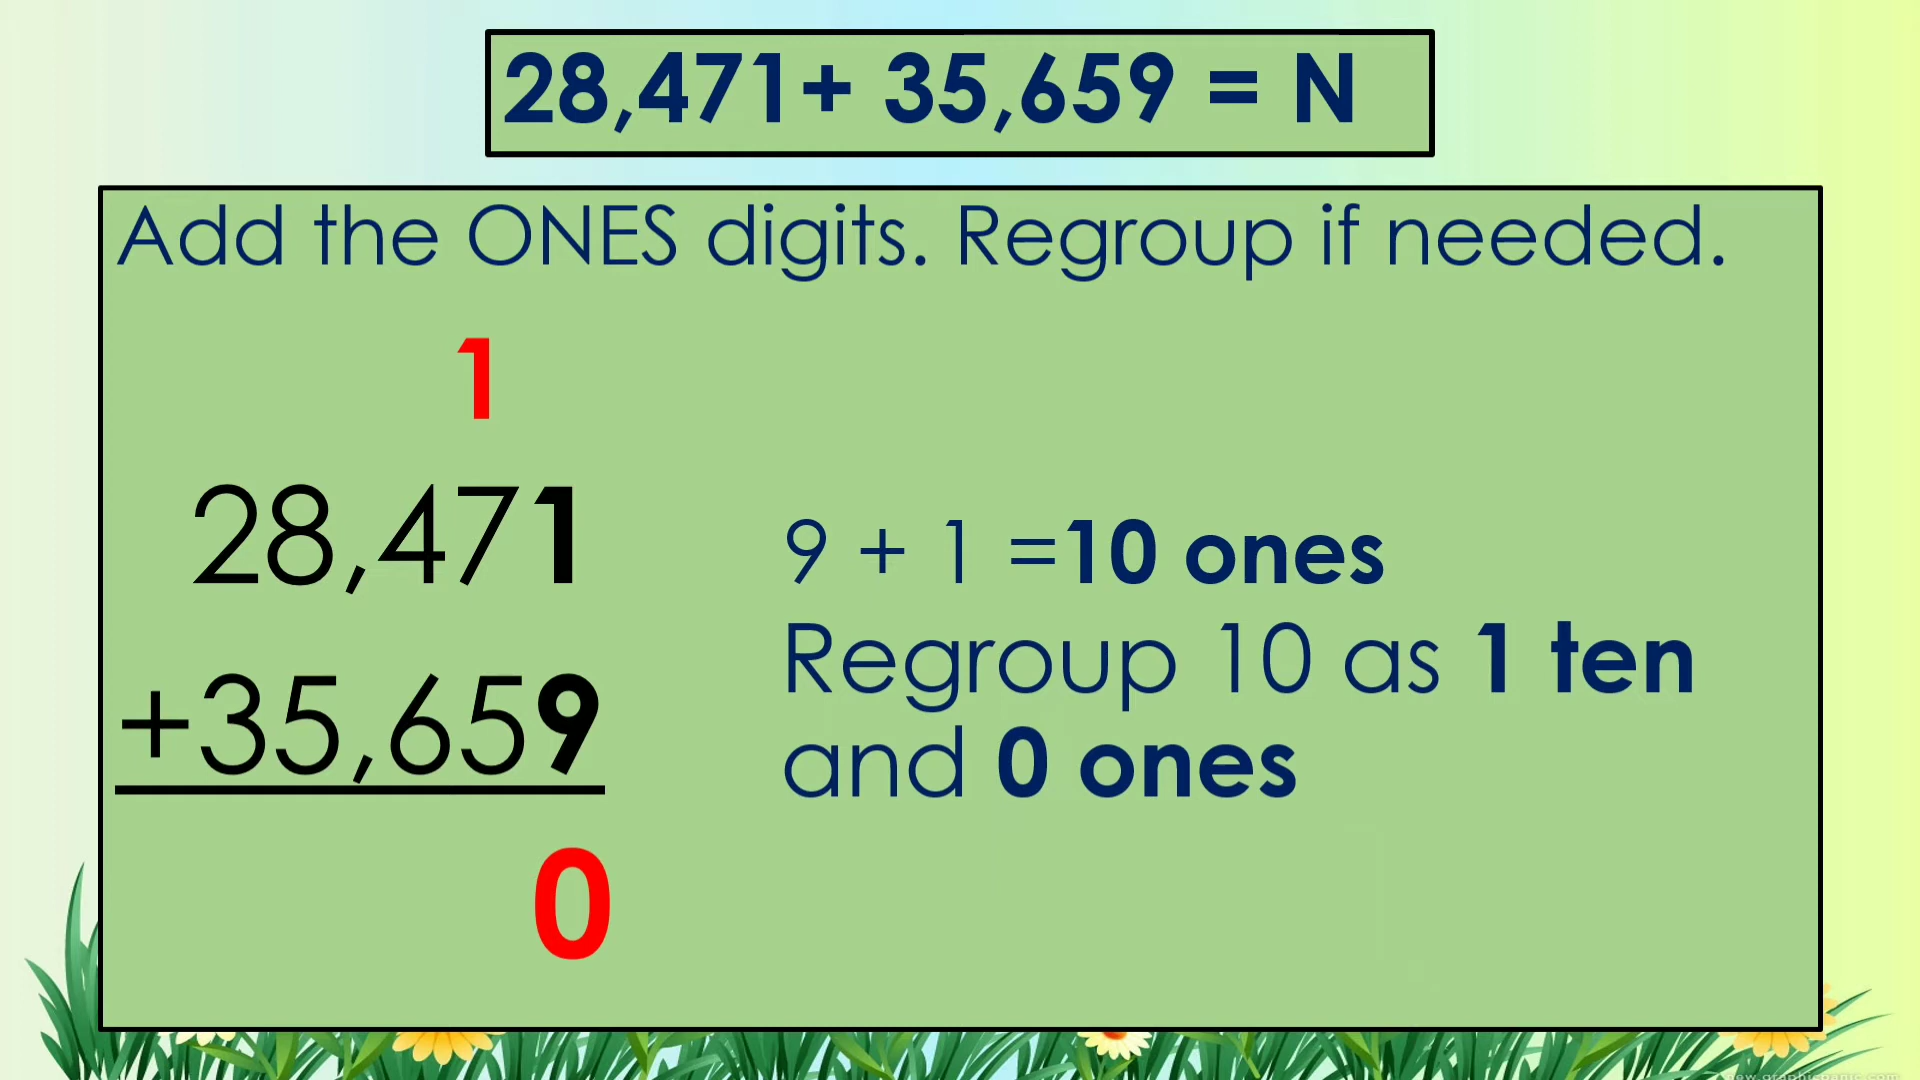 28,471+ 35,659 = N
Add the ONES digits. Regroup if needed.
1
28,471
+35,659
0
9 + 1 =10 ones
Regroup 10 as 1 ten
and 0 ones